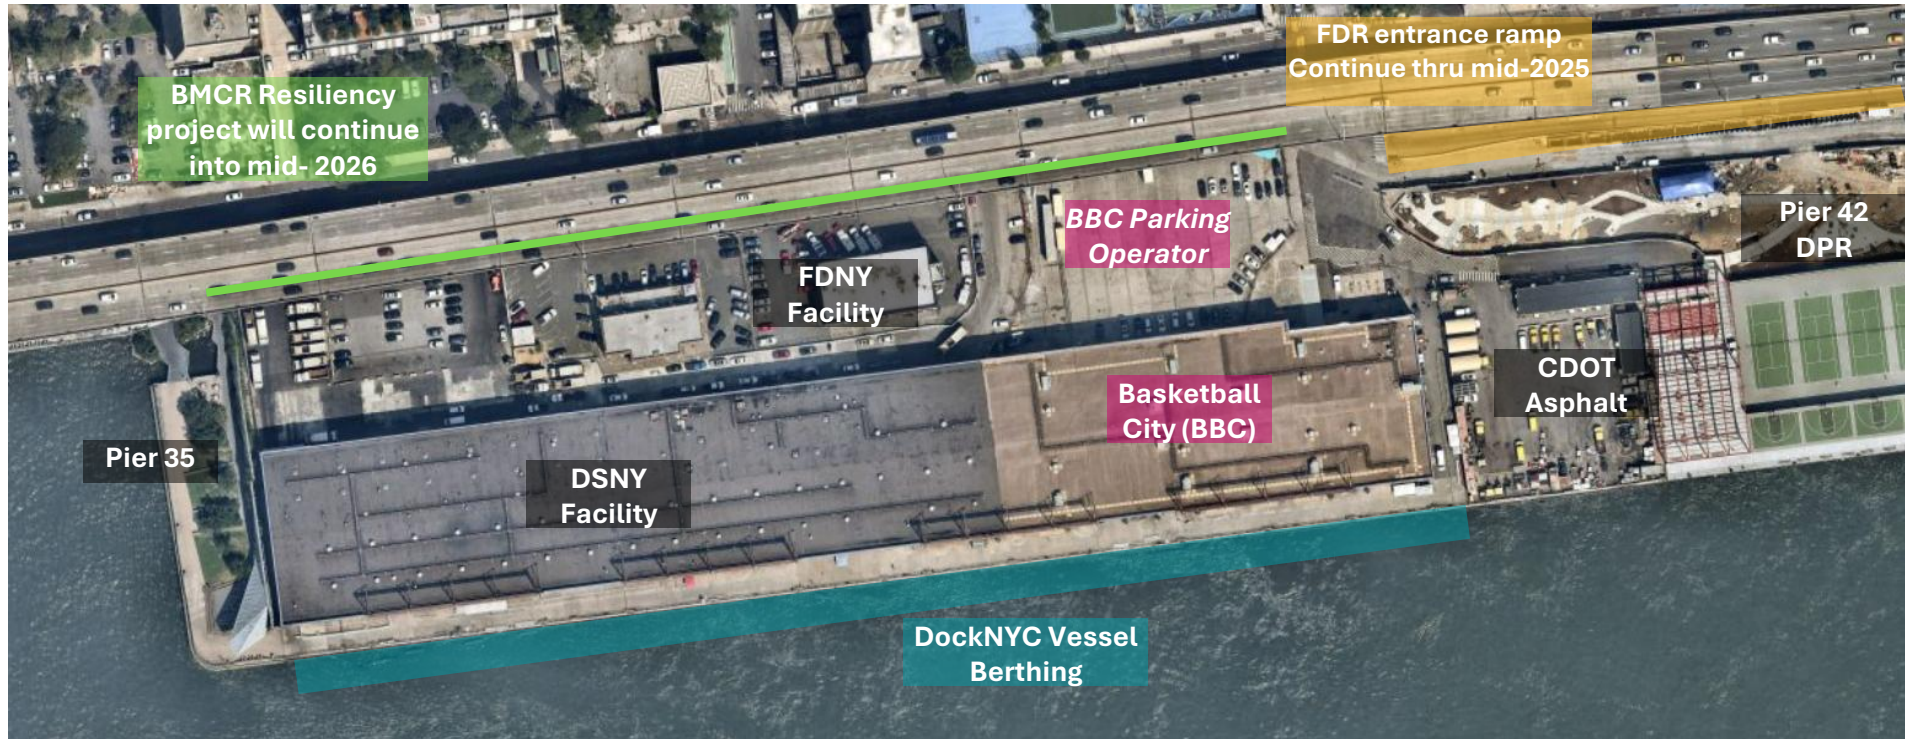 BMCR Resiliency
project will continue
into mid- 2026
FDR entrance ramp
Continue thru mid-2025
BBC Parking
Operator
Pier 42
DPR
FDNY
Facility
CDOT
Asphalt
Basketball
City (BBC)
Pier 35
DSNY
Facility
DockNYC Vessel
Berthing